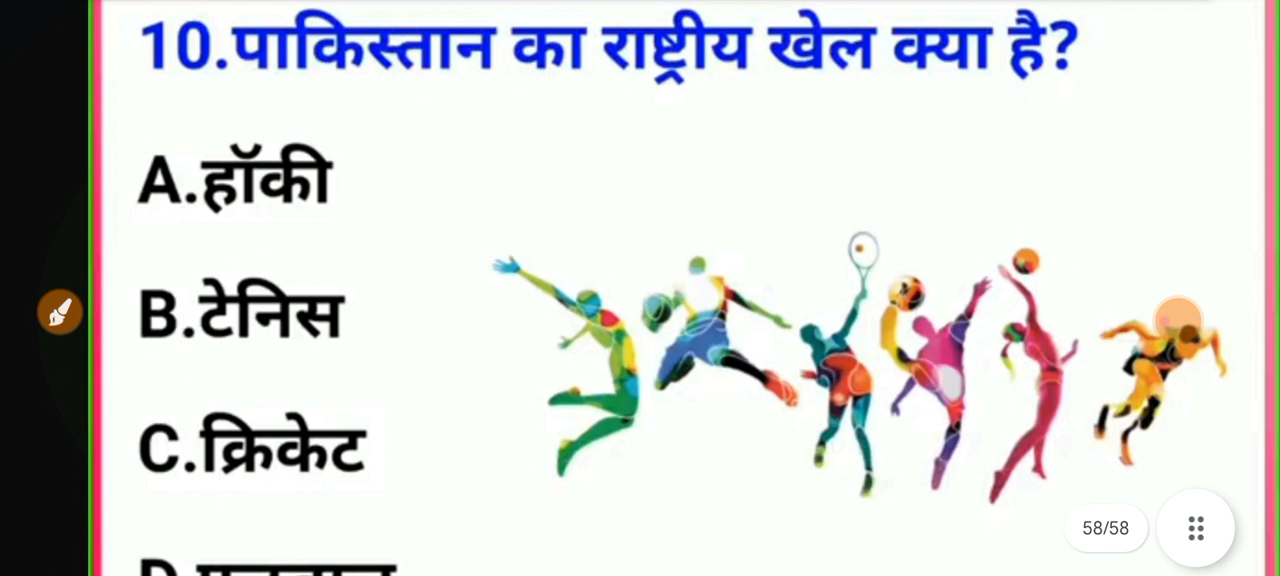 10.पाकिस्तान का राष्ट्रीय खेल क्या है?
A.हॉकी
B.टेनिस
C.क्रिकेट
58/58